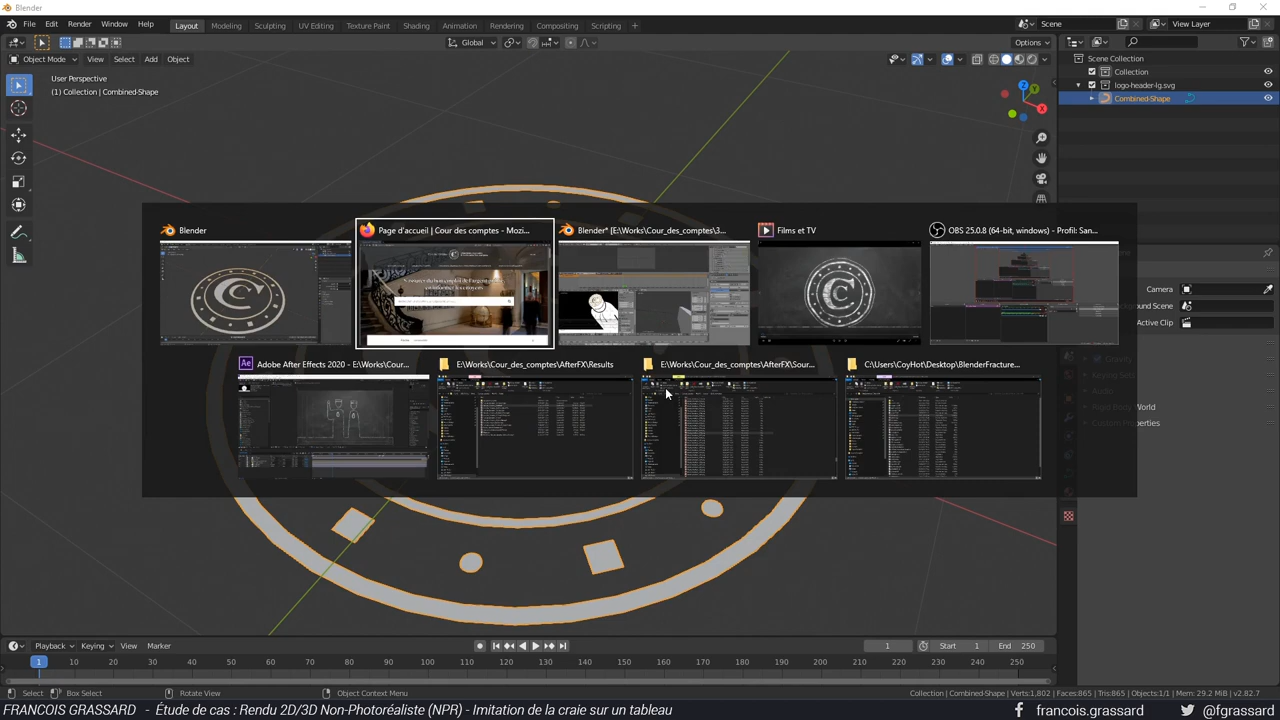 Blender
File Edit Render Window Help Layout Modeling Sculpting UV Editing Texture Paint Shading Animation Rendering Compositing Scripting + Scene View Layer
Global Options
Object Mode View Select Add Object
User Perspective
(1) Collection | Combined-Shape
Scene Collection
Collection
logo-header-lg.svg
Combined-Shape
Z
Y
X
Blender
Page d'accueil | Cour des comptes - Mozi...
Blender* [E:\Works\Cour_des_comptes\3...
Films et TV
OBS 25.0.8 (64-bit, windows) - Profil: San...
Camera
ground Scene
Active Clip
Adobe After Effects 2020 - E:\Works\Cour...
E:\Works\Cour_des_comptes\AfterFX\Results
E:\Works\Cour_des_comptes\AfterFX\Sour...
C:\Users\CoyHot\Desktop\BlenderFracture...
Gravity
World
Properties
Playback Keying View Marker 1 Start 1 End 250
1 10 20 30 40 50 60 70 80 90 100 110 120 130 140 150 160 170 180 190 200 210 220 230 240 250
Select Box Select Rotate View Object Context Menu Collection | Combined-Shape | Verts:1,802 | Faces:865 | Tris:865 | Objects:1/1 | Mem: 29.2 MiB | v2.82.7
FRANCOIS GRASSARD - Étude de cas : Rendu 2D/3D Non-Photoréaliste (NPR) - Imitation de la craie sur un tableau francois.grassard @fgrassard